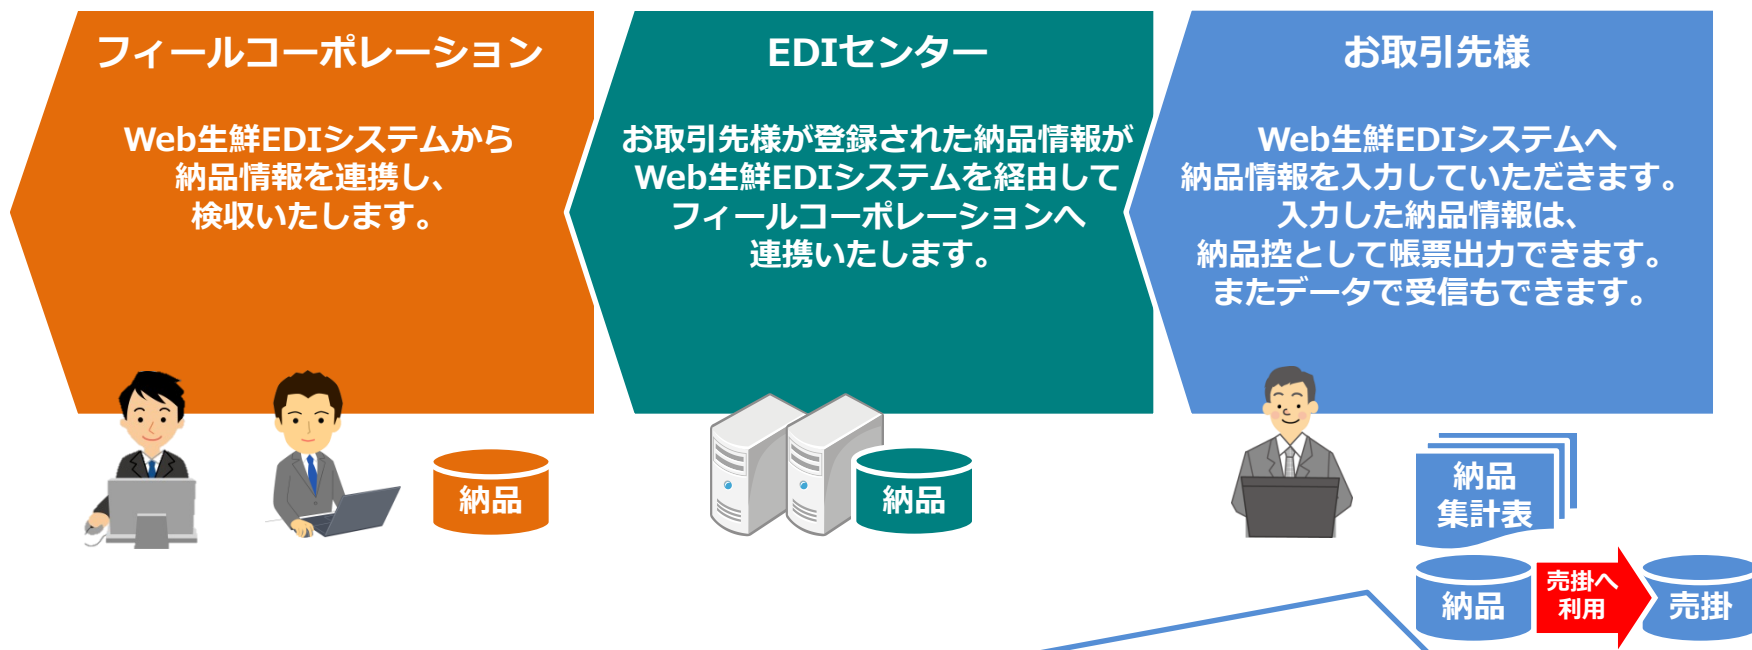 フィールコーポレーション
Web生鮮EDIシステムから
納品情報を連携し、
検収いたします。
納品
EDIセンター
お取引先様が登録された納品情報が
Web生鮮EDIシステムを経由して
フィールコーポレーションへ
連携いたします。
納品
お取引先様
Web生鮮EDIシステムへ
納品情報を入力していただきます。
入力した納品情報は、
納品控として帳票出力できます。
またデータで受信もできます。
納品
集計表
納品
売掛へ
利用
売掛